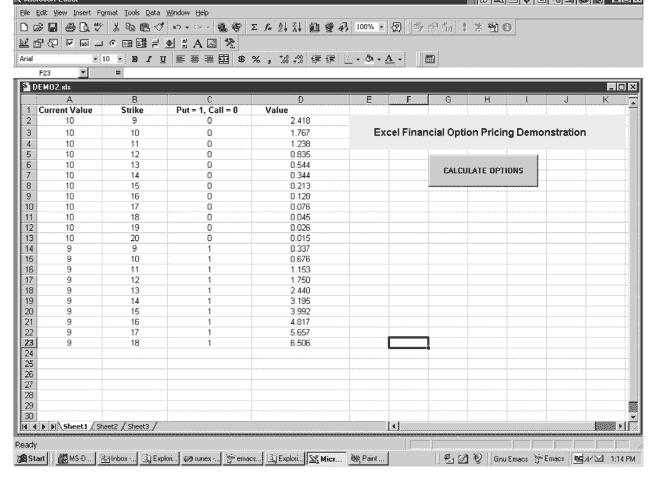 File Edit View Insert Format Tools Data Window Help
100%
Arial 10 B I U $ % ,
F23 =
DEMO2.xls
A B C D E F G H I J K
1 Current Value Strike Put = 1, Call = 0 Value
2 10 9 0 2.418
3 10 10 0 1.767 Excel Financial Option Pricing Demonstration
4 10 11 0 1.238
5 10 12 0 0.835
6 10 13 0 0.544 CALCULATE OPTIONS
7 10 14 0 0.344
8 10 15 0 0.213
9 10 16 0 0.128
10 10 17 0 0.076
11 10 18 0 0.045
12 10 19 0 0.026
13 10 20 0 0.015
14 9 9 1 0.337
15 9 10 1 0.676
16 9 11 1 1.153
17 9 12 1 1.750
18 9 13 1 2.440
19 9 14 1 3.195
20 9 15 1 3.992
21 9 16 1 4.817
22 9 17 1 5.657
23 9 18 1 6.506
24
25
26
27
28
29
30
Sheet1 Sheet2 Sheet3
Ready
Start MS-D... Inbox -... Explori... runex -... emacs... Explori... Micr... Paint... Gnu Emacs Emacs 1:14 PM